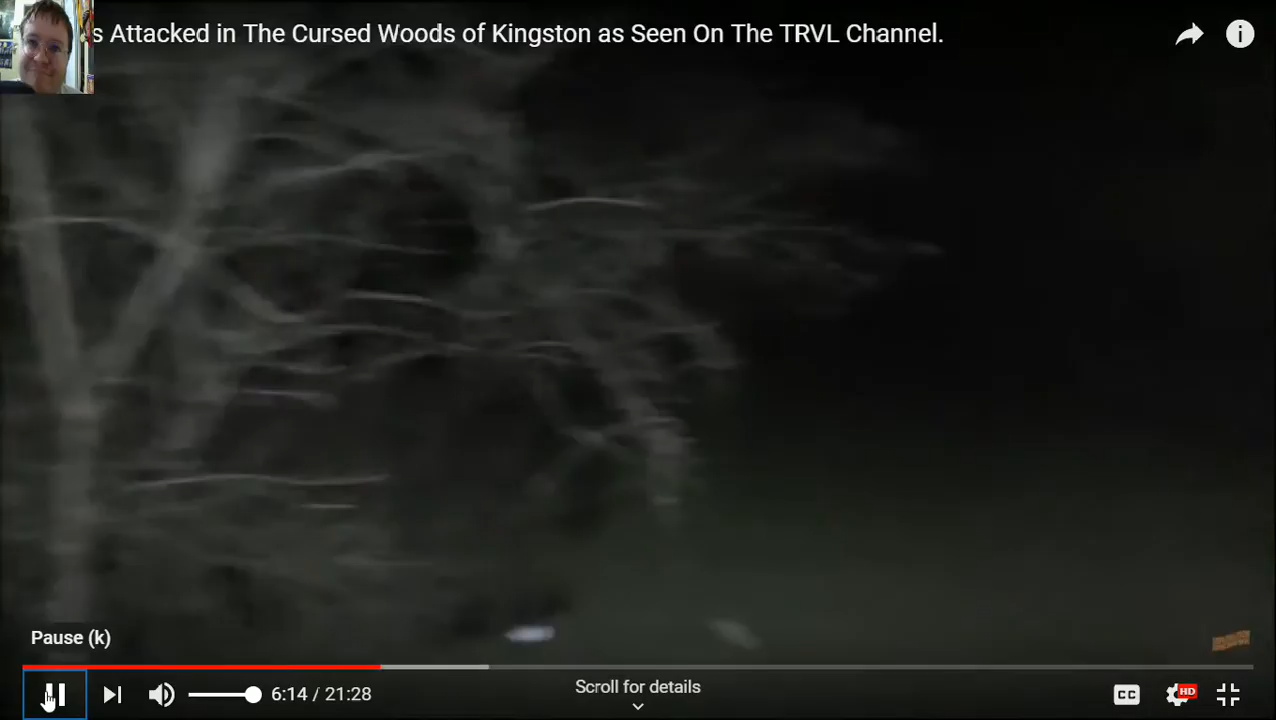 s Attacked in The Cursed Woods of Kingston as Seen On The TRVL Channel.
Pause (k)
6:14 / 21:28
Scroll for details
CC
HD